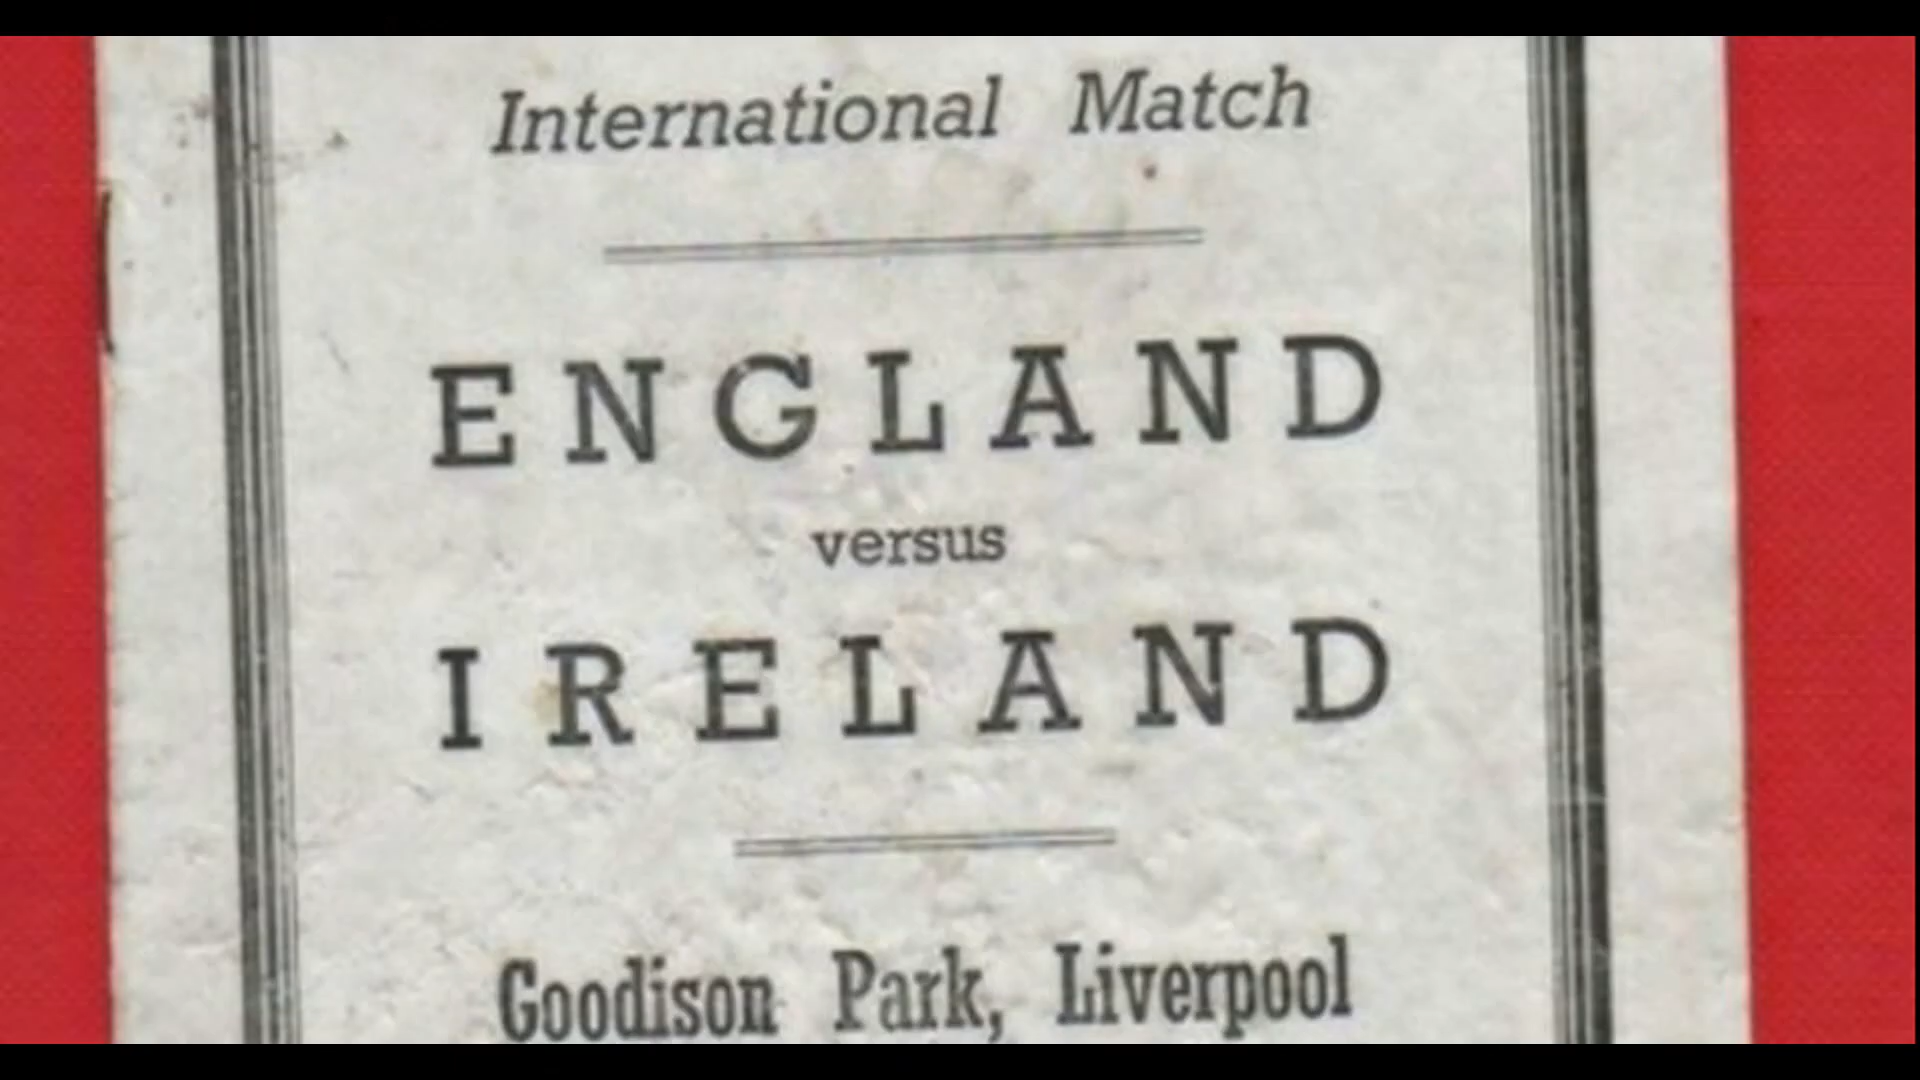 International Match
ENGLAND
versus
IRELAND
Goodison Park, Liverpool